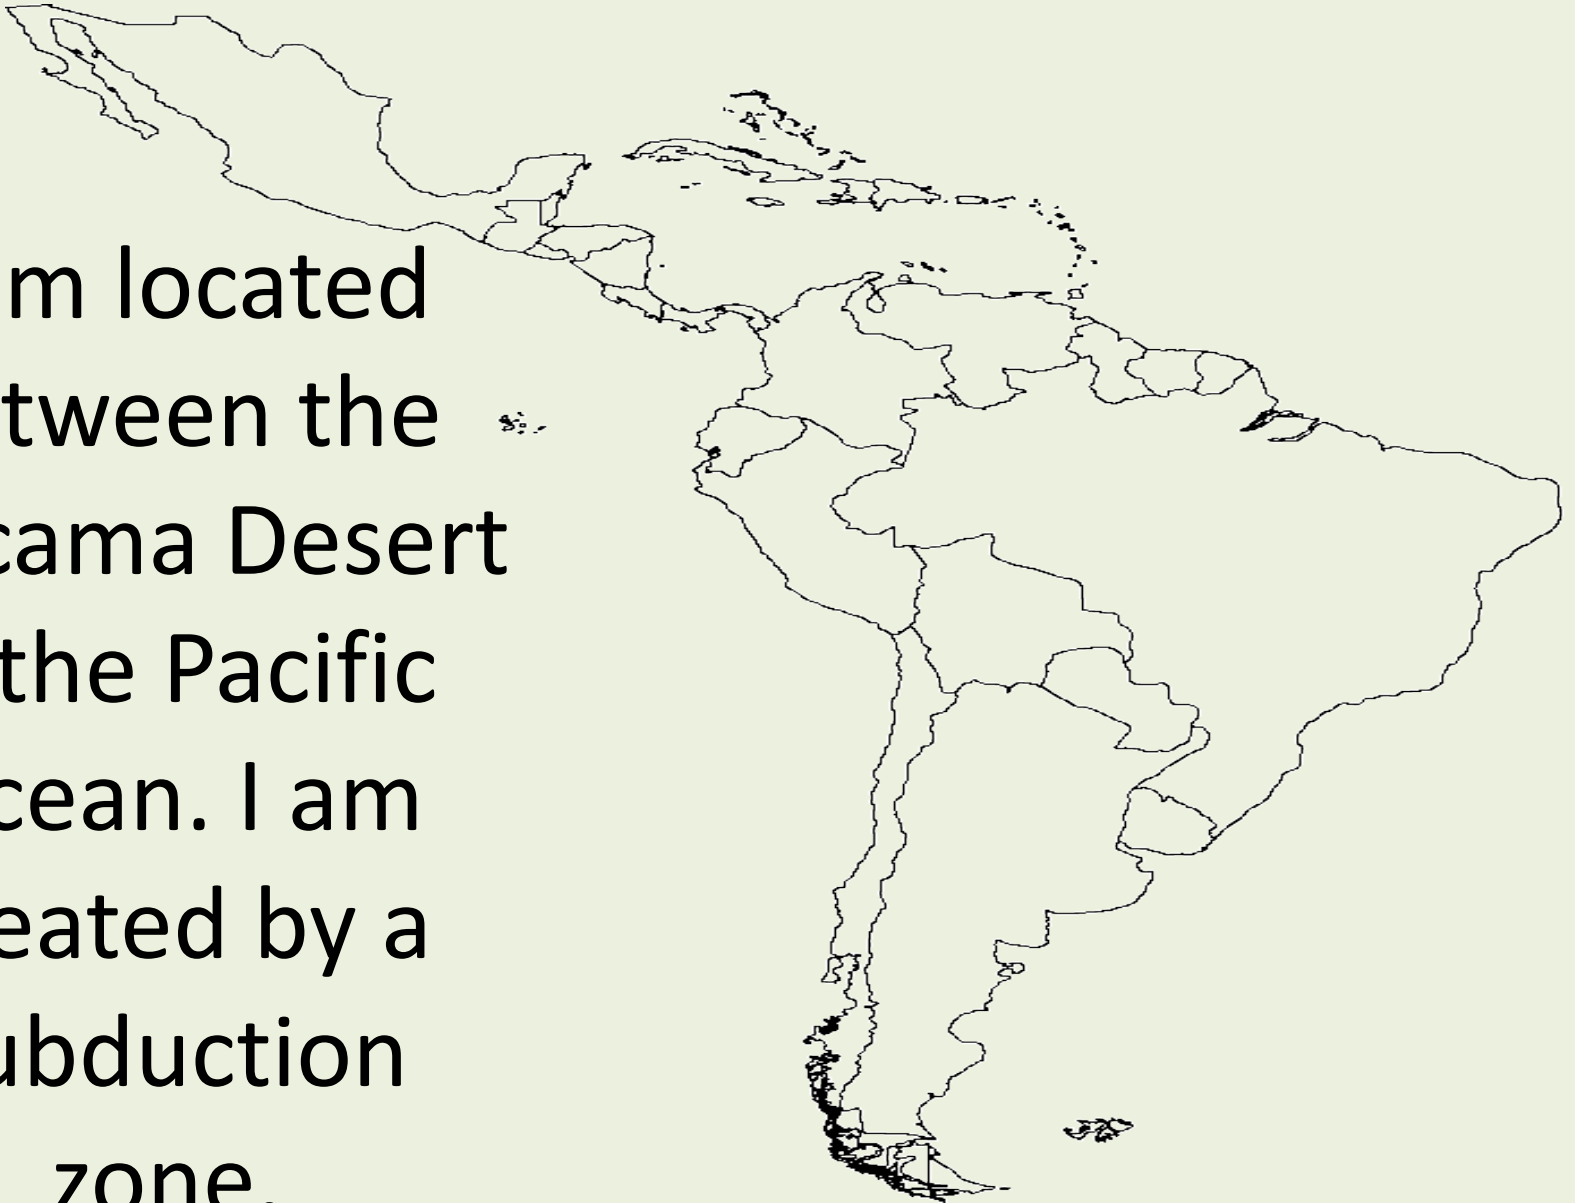 m located
tween the
cama Desert
the Pacific
cean. I am
eated by a
ubduction
zone.